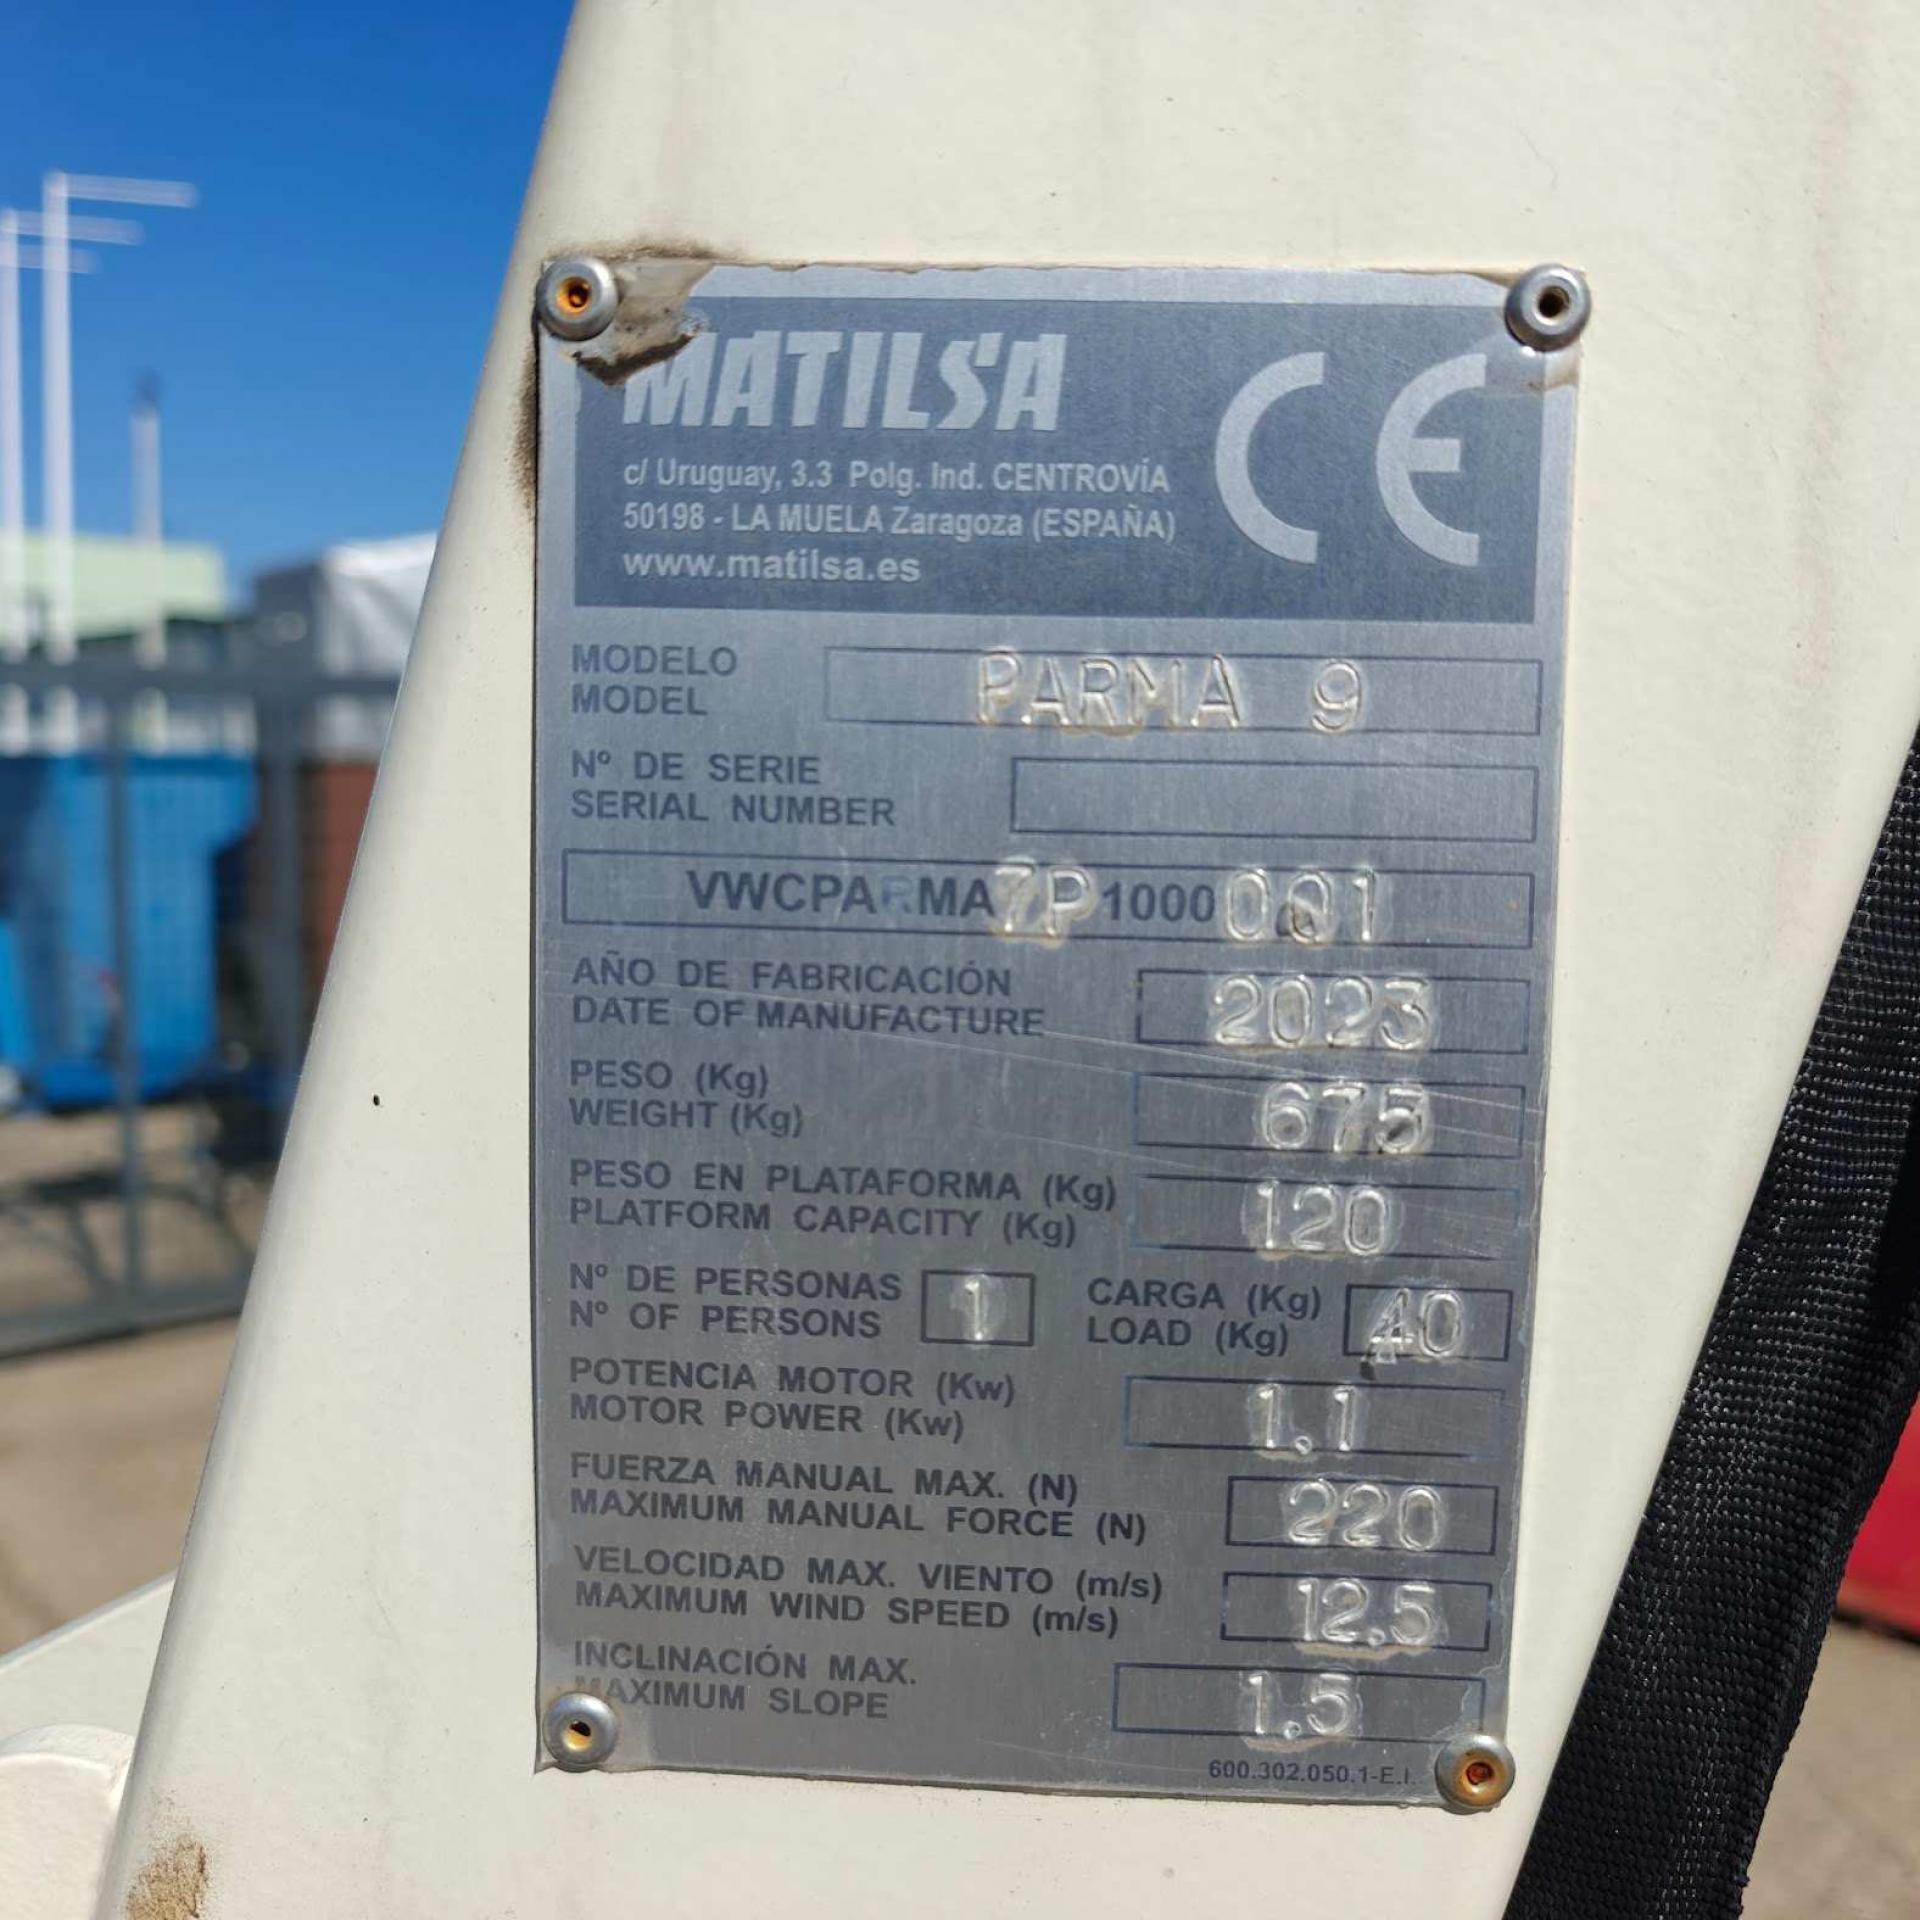 MATILSA
CE
c/ Uruguay, 3.3 Polg. Ind. CENTROVÍA
50198 - LA MUELA Zaragoza (ESPAÑA)
www.matilsa.es
MODELO
MODEL
PARMA 9
Nº DE SERIE
SERIAL NUMBER
VWCPARMA7P1000001
AÑO DE FABRICACIÓN
DATE OF MANUFACTURE
2023
PESO (Kg)
WEIGHT (Kg)
675
PESO EN PLATAFORMA (Kg)
PLATFORM CAPACITY (Kg)
120
Nº DE PERSONAS
Nº OF PERSONS
1
CARGA (Kg)
LOAD (Kg)
40
POTENCIA MOTOR (Kw)
MOTOR POWER (Kw)
1.1
FUERZA MANUAL MAX. (N)
MAXIMUM MANUAL FORCE (N)
220
VELOCIDAD MAX. VIENTO (m/s)
MAXIMUM WIND SPEED (m/s)
12.5
INCLINACIÓN MAX.
MAXIMUM SLOPE
1.5
600.302.050.1-E.I.